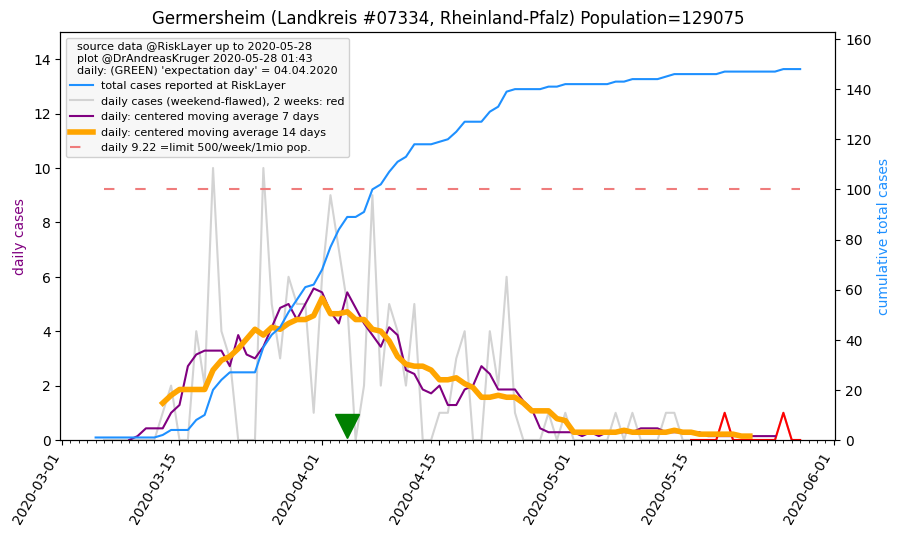 Germersheim (Landkreis #07334, Rheinland-Pfalz) Population=129075
source data @RiskLayer up to 2020-05-28
plot @DrAndreasKruger 2020-05-28 01:43
daily: (GREEN) 'expectation day' = 04.04.2020
total cases reported at RiskLayer
daily cases (weekend-flawed), 2 weeks: red
daily: centered moving average 7 days
daily: centered moving average 14 days
daily 9.22 =limit 500/week/1mio pop.
daily cases
14
12
10
8
6
4
2
0
cumulative total cases
160
140
120
100
80
60
40
20
0
2020-03-01
2020-03-15
2020-04-01
2020-04-15
2020-05-01
2020-05-15
2020-06-01